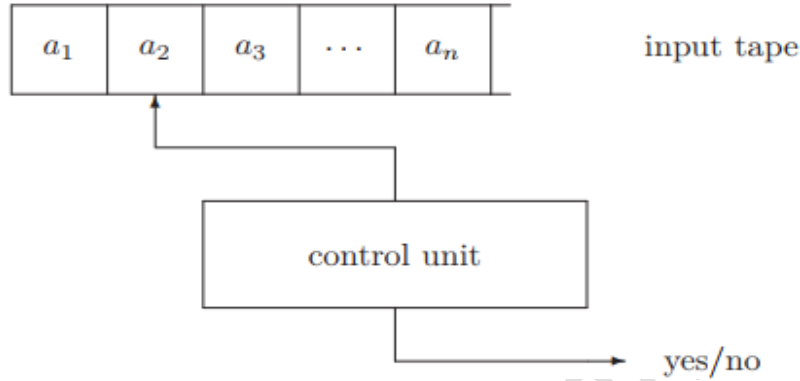 a₁ a₂ a₃ ⋯ aₙ input tape
control unit
yes/no